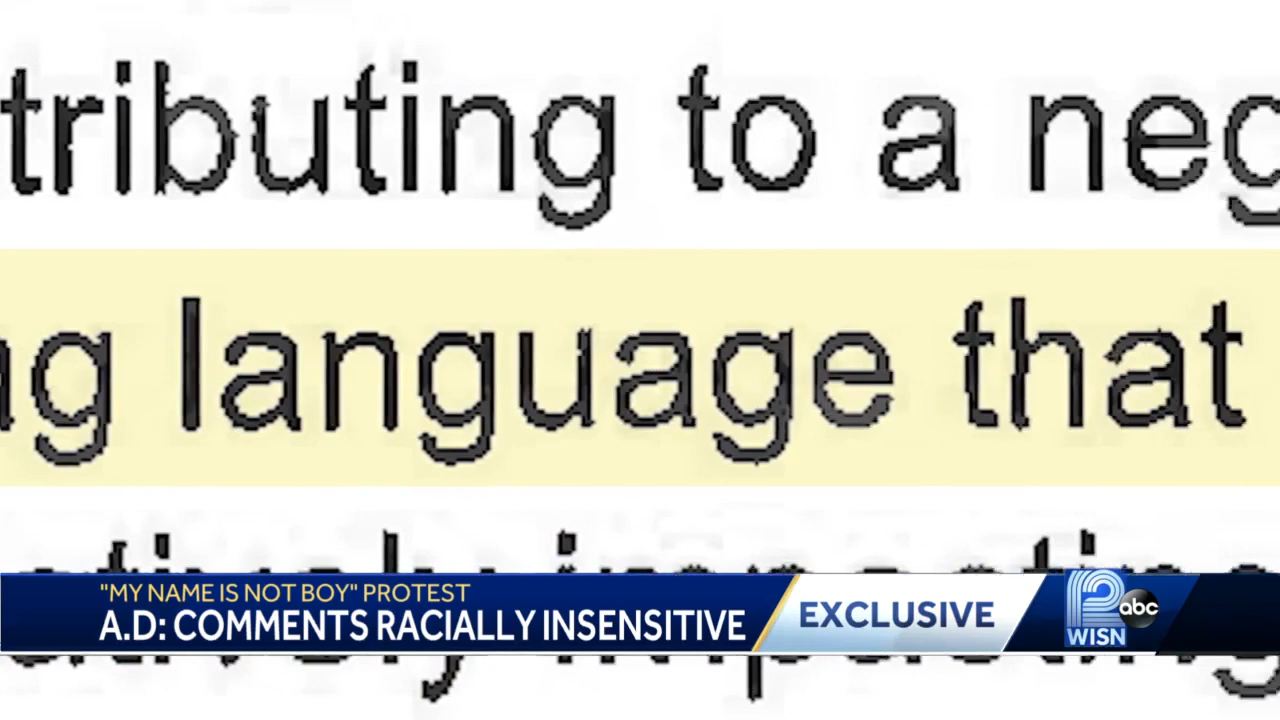 tributing to a neg
ng language that
"MY NAME IS NOT BOY" PROTEST
A.D: COMMENTS RACIALLY INSENSITIVE
EXCLUSIVE
12
abc
WISN